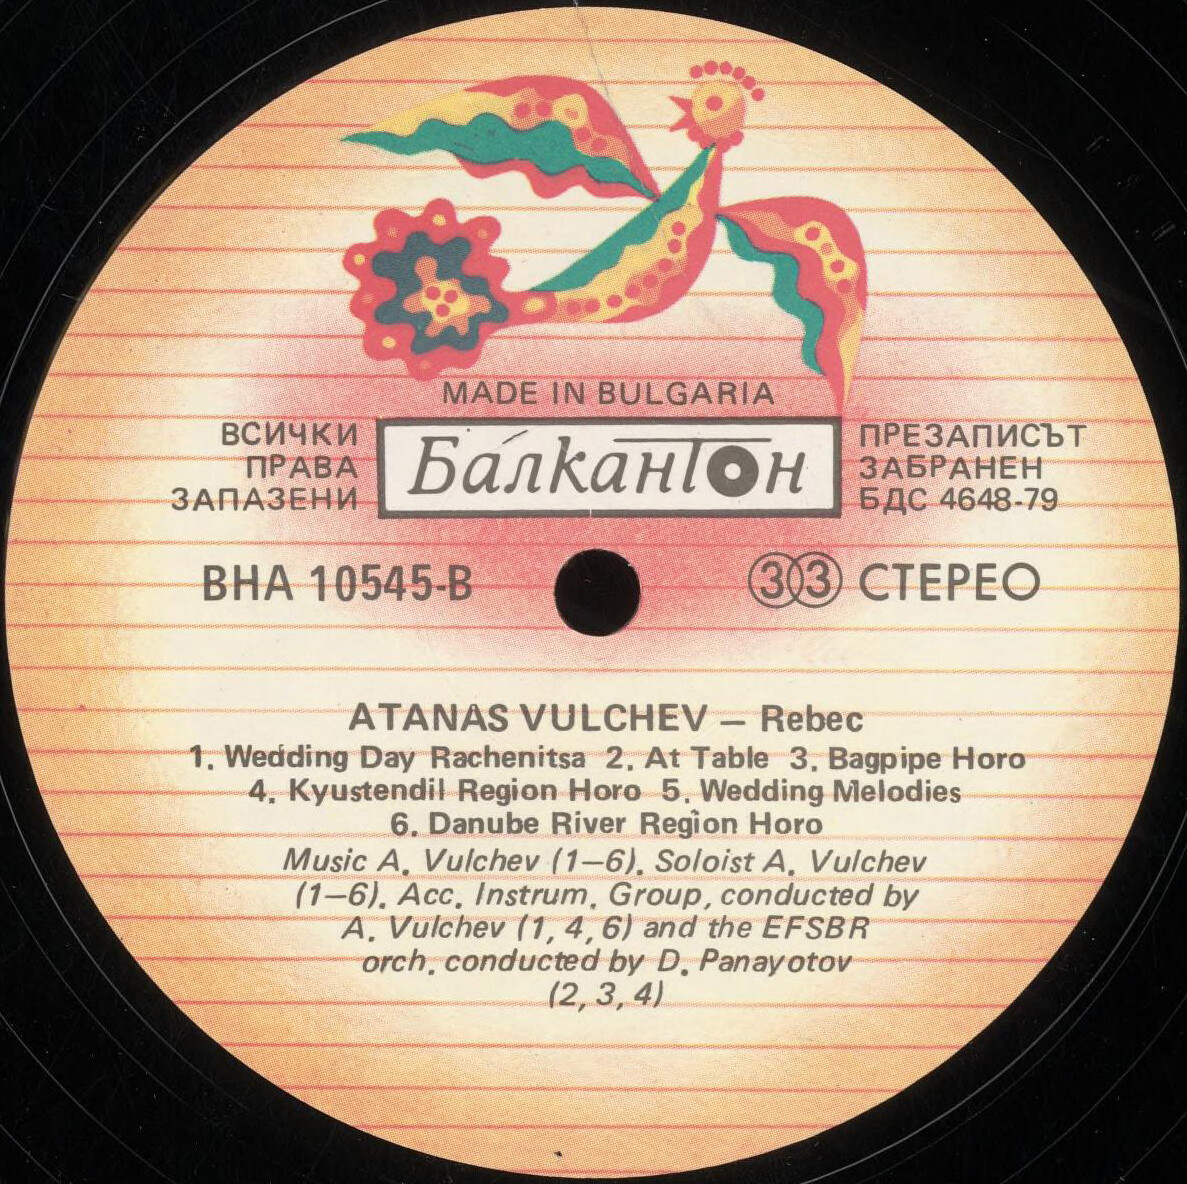 MADE IN BULGARIA
ВСИЧКИ
ПРАВА
ЗАПАЗЕНИ
Балкантон
ПРЕЗАПИСЪТ
ЗАБРАНЕН
БДС 4648-79
ВНА 10545-В
33 СТЕРЕО
ATANAS VULCHEV — Rebec
1. Wedding Day Rachenitsa 2. At Table 3. Bagpipe Horo
4. Kyustendil Region Horo 5. Wedding Melodies
6. Danube River Region Horo
Music A. Vulchev (1—6). Soloist A. Vulchev
(1—6). Acc. Instrum. Group, conducted by
A. Vulchev (1, 4, 6) and the EFSBR
orch. conducted by D. Panayotov
(2, 3, 4)